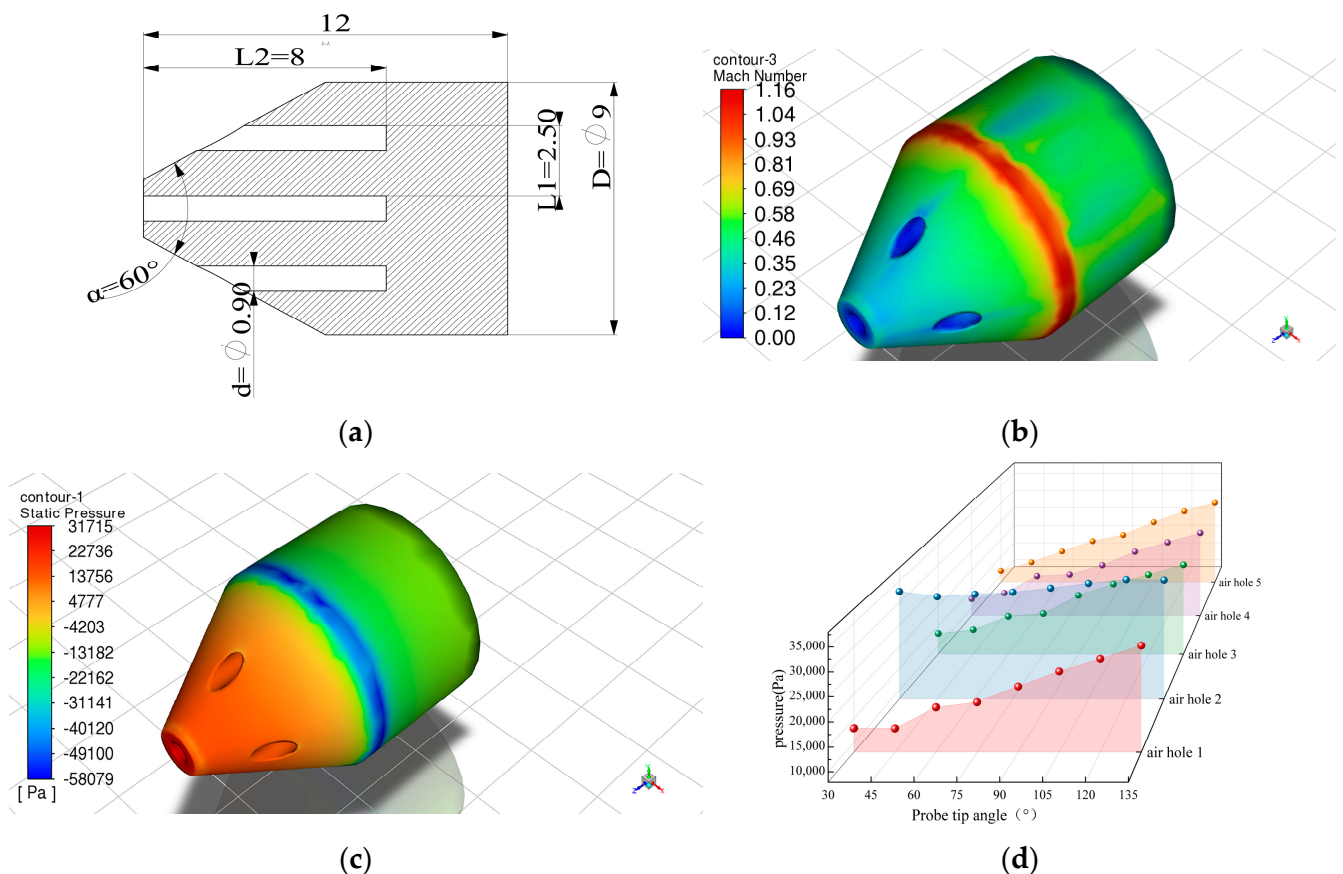 12
L2=8
L1=2.50
D= ∅ 9
α=60°
d= ∅ 0.90
(a)
contour-3
Mach Number
1.16
1.04
0.93
0.81
0.69
0.58
0.46
0.35
0.23
0.12
0.00
Y
Z
X
(b)
contour-1
Static Pressure
31715
22736
13756
4777
-4203
-13182
-22162
-31141
-40120
-49100
-58079
[ Pa ]
Y
Z
X
(c)
35,000
30,000
25,000
20,000
15,000
10,000
pressure(Pa)
30 45 60 75 90 105 120 135
Probe tip angle（°）
air hole 5
air hole 4
air hole 3
air hole 2
air hole 1
(d)